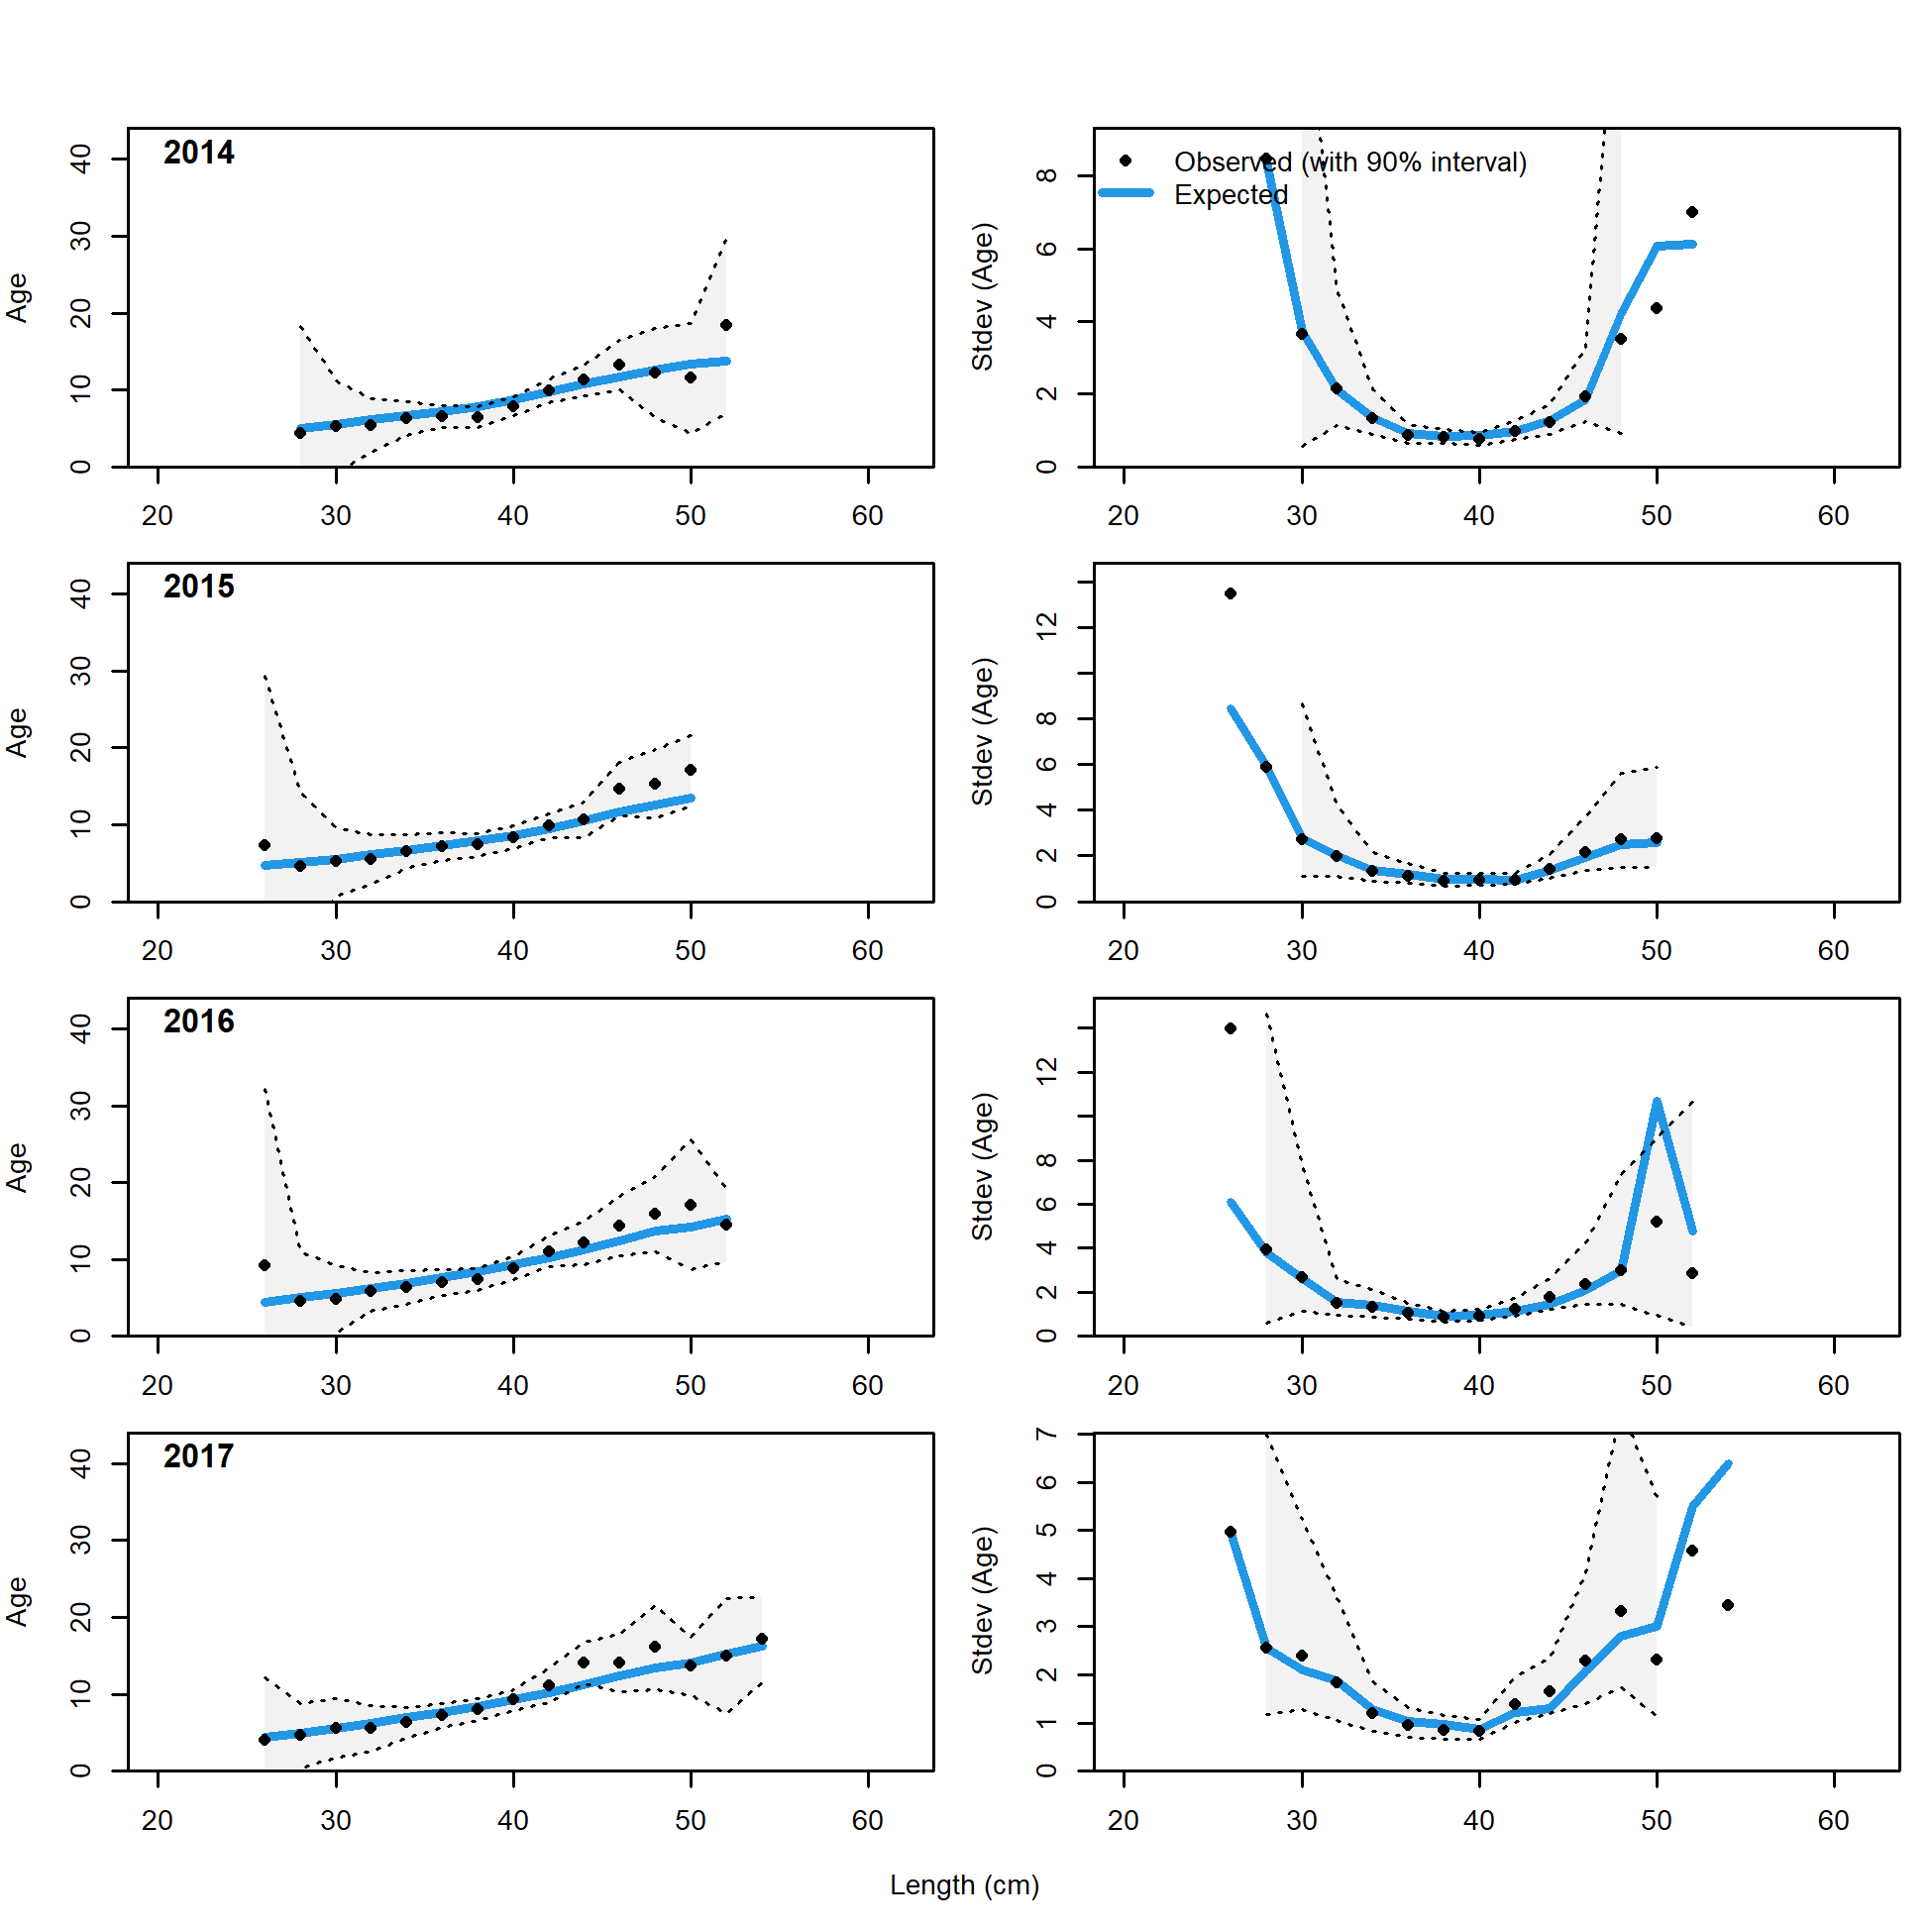 2014
Age
0 10 20 30 40
20 30 40 50 60
Observed (with 90% interval)
Expected
Stdev (Age)
0 2 4 6 8
20 30 40 50 60
2015
Age
0 10 20 30 40
20 30 40 50 60
Stdev (Age)
0 2 4 6 8 12
20 30 40 50 60
2016
Age
0 10 20 30 40
20 30 40 50 60
Stdev (Age)
0 2 4 6 8 12
20 30 40 50 60
2017
Age
0 10 20 30 40
20 30 40 50 60
Stdev (Age)
0 1 2 3 4 5 6 7
20 30 40 50 60
Length (cm)